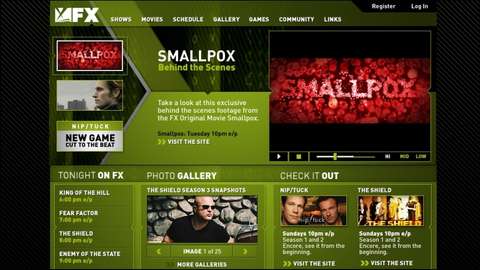 FX
Register
Log In
SHOWS
MOVIES
SCHEDULE
GALLERY
GAMES
COMMUNITY
LINKS
SMALLPOX
NIP/TUCK
NEW GAME
CUT TO THE BEAT
SMALLPOX
Behind the Scenes
Take a look at this exclusive
behind the scenes footage from
the FX Original Movie Smallpox.
Smallpox: Tuesday 10pm e/p
>> VISIT THE SITE
SMALLPOX
HI MED LOW
TONIGHT ON FX
KING OF THE HILL
6:00 pm e/p
FEAR FACTOR
7:00 pm e/p
THE SHIELD
8:00 pm e/p
ENEMY OF THE STATE
9:00 pm e/p
PHOTO GALLERY
THE SHIELD SEASON 3 SNAPSHOTS
IMAGE 1 of 25
MORE GALLERIES
CHECK IT OUT
NIP/TUCK
nip/tuck
Sundays 10pm e/p
Season 1 and 2
Encore, see it from the
beginning.
>> VISIT THE SITE
THE SHIELD
THE SHIELD
Sundays 10pm e/p
Season 1 and 2
Encore, see it from the
beginning.
>> VISIT THE SITE